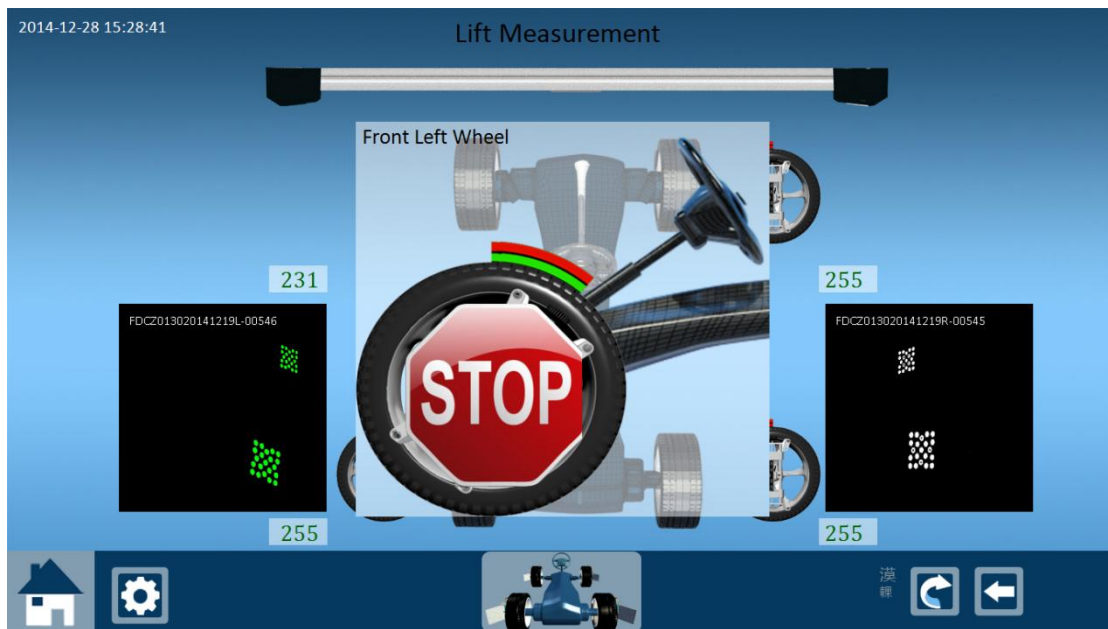 2014-12-28 15:28:41
Lift Measurement
Front Left Wheel
231
255
FDCZ013020141219L-00546
FDCZ013020141219R-00545
STOP
255
255
漠